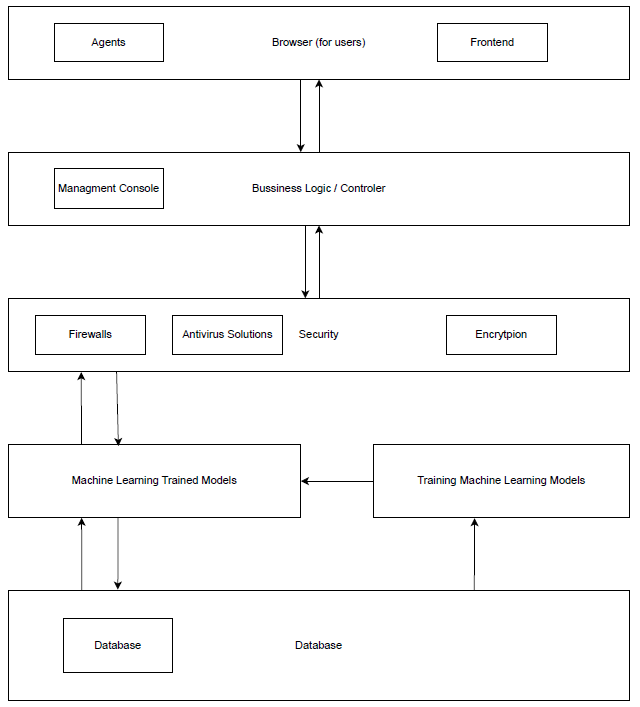 Agents
Browser (for users)
Frontend
Managment Console
Bussiness Logic / Controler
Firewalls
Antivirus Solutions
Security
Encrytpion
Machine Learning Trained Models
Training Machine Learning Models
Database
Database